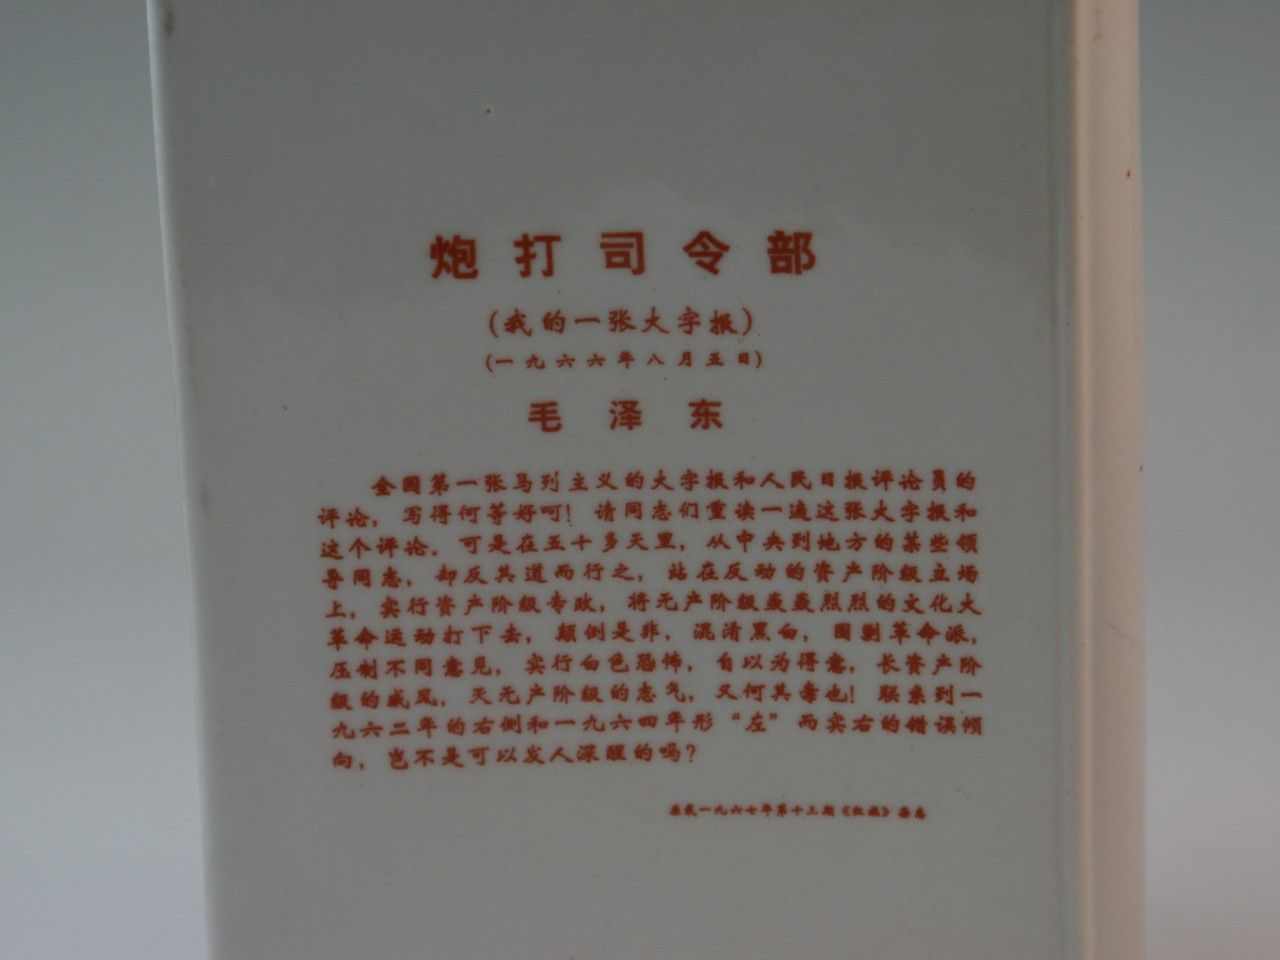 炮打司令部
(我的一张大字报)
(一九六六年八月五日)
毛泽东
全国第一张马列主义的大字报和人民日报评论员的
评论，写得何等好呵！请同志们重读一遍这张大字报和
这个评论。可是在五十多天里，从中央到地方的某些领
导同志，却反其道而行之，站在反动的资产阶级立场
上，实行资产阶级专政，将无产阶级轰轰烈烈的文化大
革命运动打下去，颠倒是非，混淆黑白，围剿革命派，
压制不同意见，实行白色恐怖，自以为得意，长资产阶
级的威风，灭无产阶级的志气，又何其毒也！联系到一
九六二年的右倾和一九六四年形“左”而实右的错误倾
向，岂不是可以发人深醒的吗？
原载一九六七年第十三期《红旗》杂志